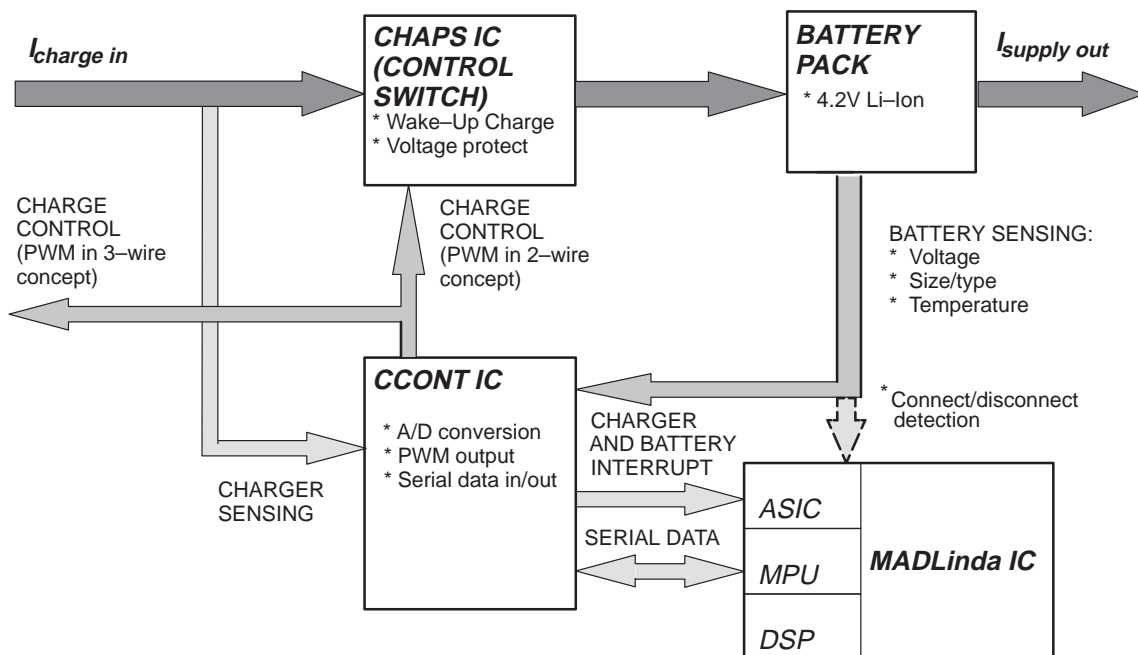 Icharge in
CHAPS IC
(CONTROL
SWITCH)
* Wake–Up Charge
* Voltage protect
BATTERY
PACK
* 4.2V Li–Ion
Isupply out
CHARGE
CONTROL
(PWM in 3–wire
concept)
CHARGE
CONTROL
(PWM in 2–wire
concept)
BATTERY SENSING:
* Voltage
* Size/type
* Temperature
CCONT IC
* A/D conversion
* PWM output
* Serial data in/out
CHARGER
SENSING
CHARGER
AND BATTERY
INTERRUPT
* Connect/disconnect
detection
SERIAL DATA
ASIC
MPU
DSP
MADLinda IC